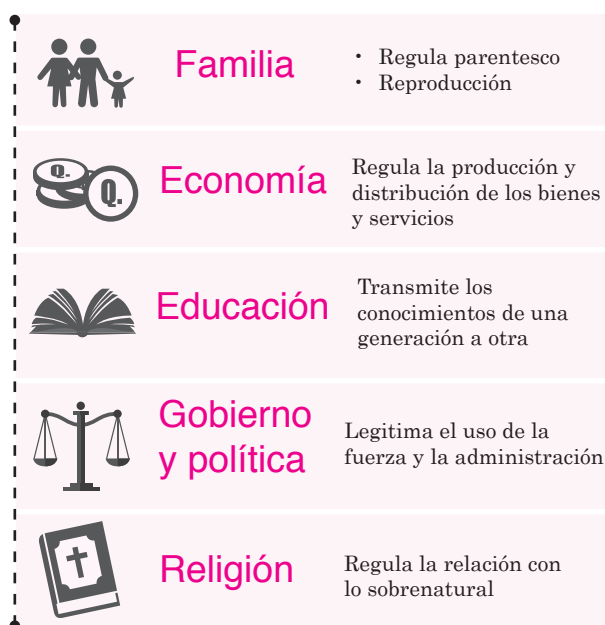 Familia
• Regula parentesco
• Reproducción
Q.
Q.
Economía
Regula la producción y
distribución de los bienes
y servicios
Educación
Transmite los
conocimientos de una
generación a otra
Gobierno
y política
Legitima el uso de la
fuerza y la administración
Religión
Regula la relación con
lo sobrenatural